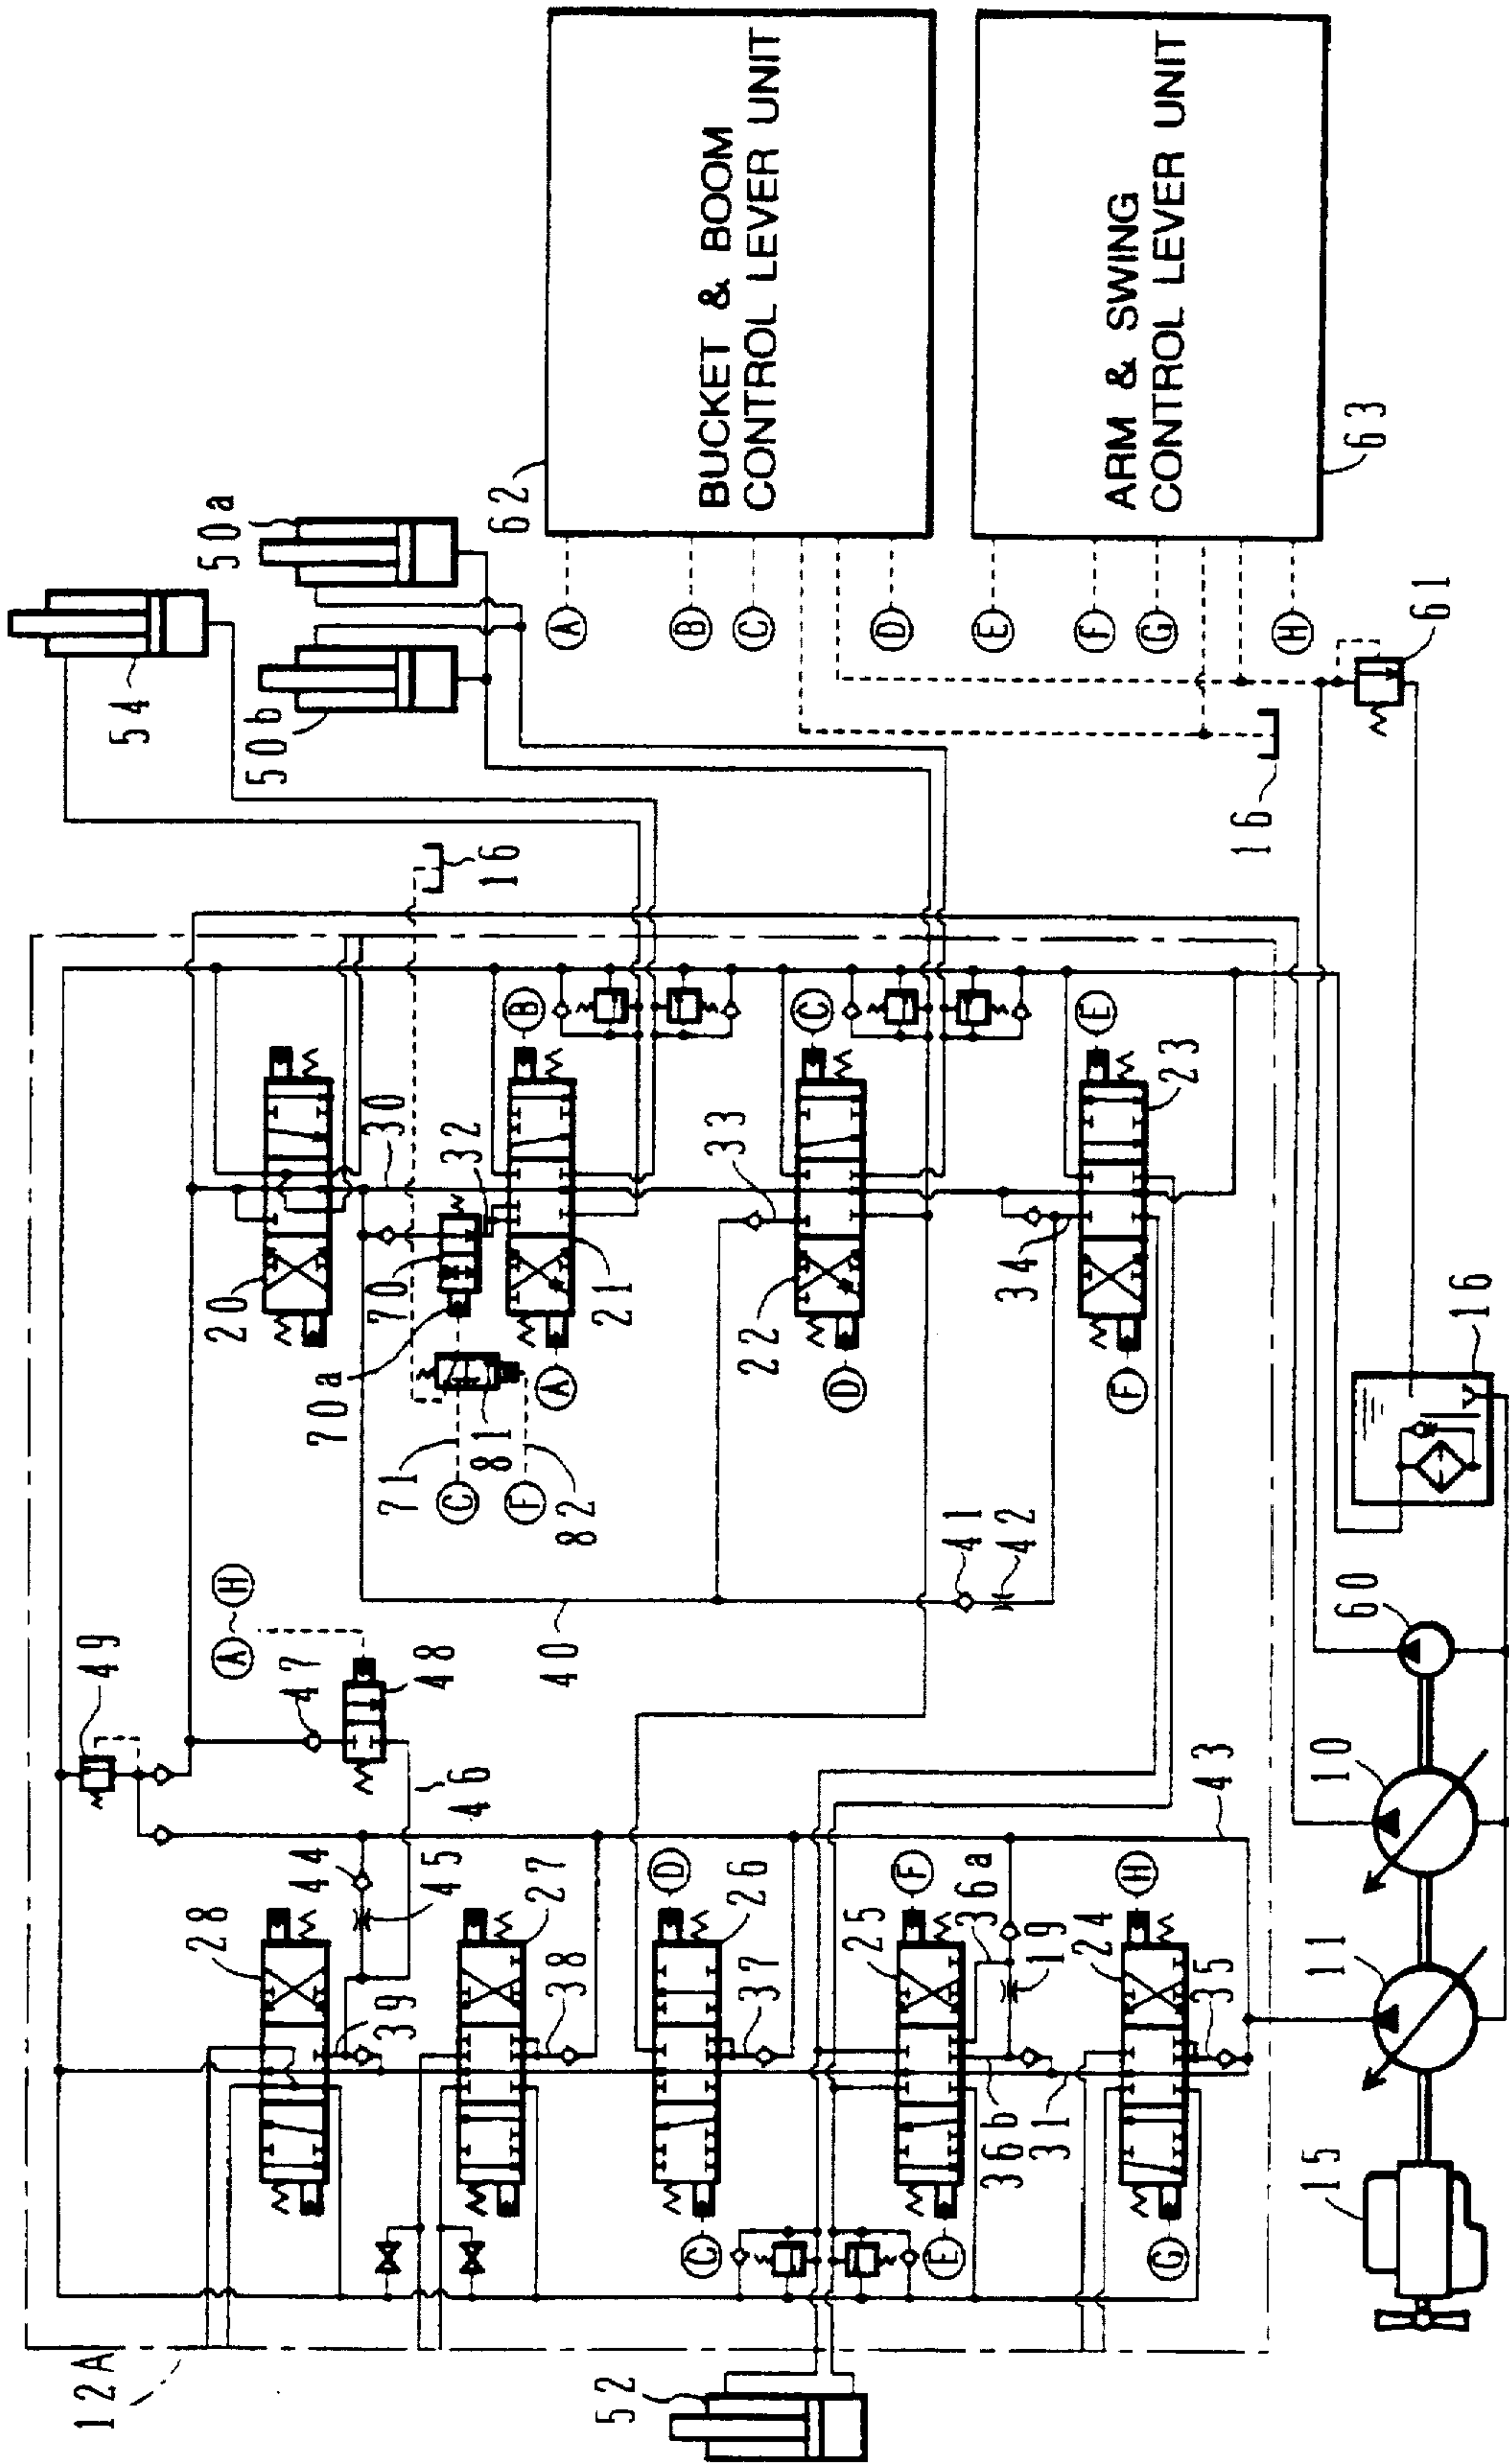 BUCKET & BOOM
CONTROL LEVER UNIT
62
ARM & SWING
CONTROL LEVER UNIT
63
54
50a
50b
A
B
C
D
E
F
G
H
61
16
16
20
30
70
32
B
21
70a
A
71
C
81
F
82
33
C
22
D
34
E
23
F
40
41
42
16
49
A~H
47
48
46
44
45
28
39
27
38
D
26
37
C
F
25
36a
19
36b
E
31
H
24
35
G
43
60
10
11
15
12A
52